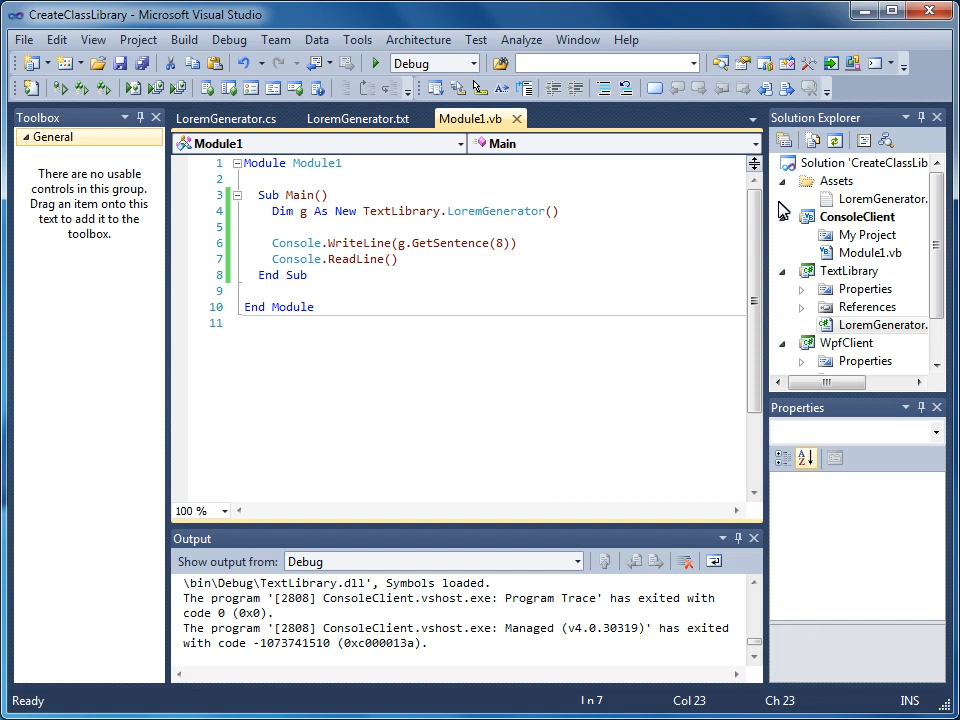 CreateClassLibrary - Microsoft Visual Studio
File Edit View Project Build Debug Team Data Tools Architecture Test Analyze Window Help
Debug
Toolbox
General
There are no usable
controls in this group.
Drag an item onto this
text to add it to the
toolbox.
LoremGenerator.cs LoremGenerator.txt Module1.vb
Module1 Main
1 Module Module1
2
3 Sub Main()
4 Dim g As New TextLibrary.LoremGenerator()
5
6 Console.WriteLine(g.GetSentence(8))
7 Console.ReadLine()
8 End Sub
9
10 End Module
11
100 %
Output
Show output from: Debug
\bin\Debug\TextLibrary.dll', Symbols loaded.
The program '[2808] ConsoleClient.vshost.exe: Program Trace' has exited with
code 0 (0x0).
The program '[2808] ConsoleClient.vshost.exe: Managed (v4.0.30319)' has exited
with code -1073741510 (0xc000013a).
Solution Explorer
Solution 'CreateClassLib
Assets
LoremGenerator.
ConsoleClient
My Project
Module1.vb
TextLibrary
Properties
References
LoremGenerator.
WpfClient
Properties
Properties
Ready ln 7 Col 23 Ch 23 INS